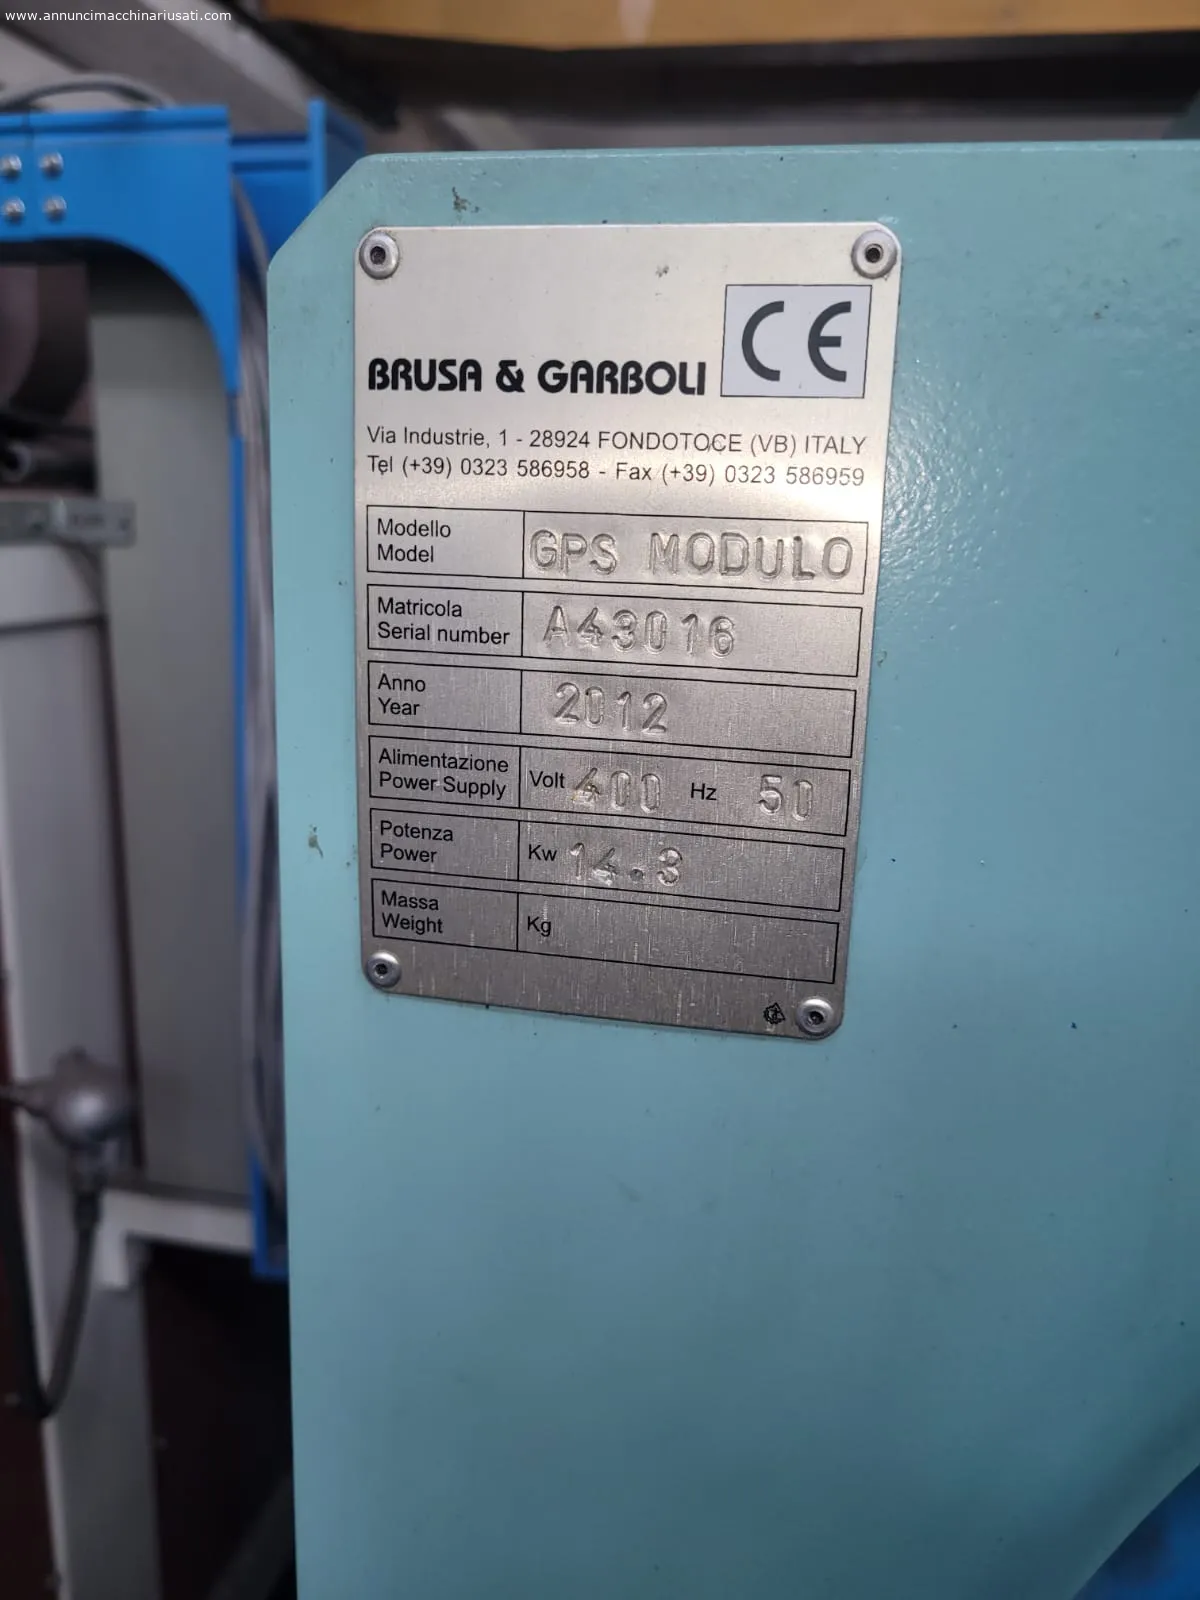 www.annuncimacchinariusati.com
CE
BRUSA & GARBOLI
Via Industrie, 1 - 28924 FONDOTOCE (VB) ITALY
Tel (+39) 0323 586958 - Fax (+39) 0323 586959
Modello
Model
GPS MODULO
Matricola
Serial number
A43016
Anno
Year
2012
Alimentazione
Power Supply
Volt 400 Hz 50
Potenza
Power
Kw 14.3
Massa
Weight
Kg